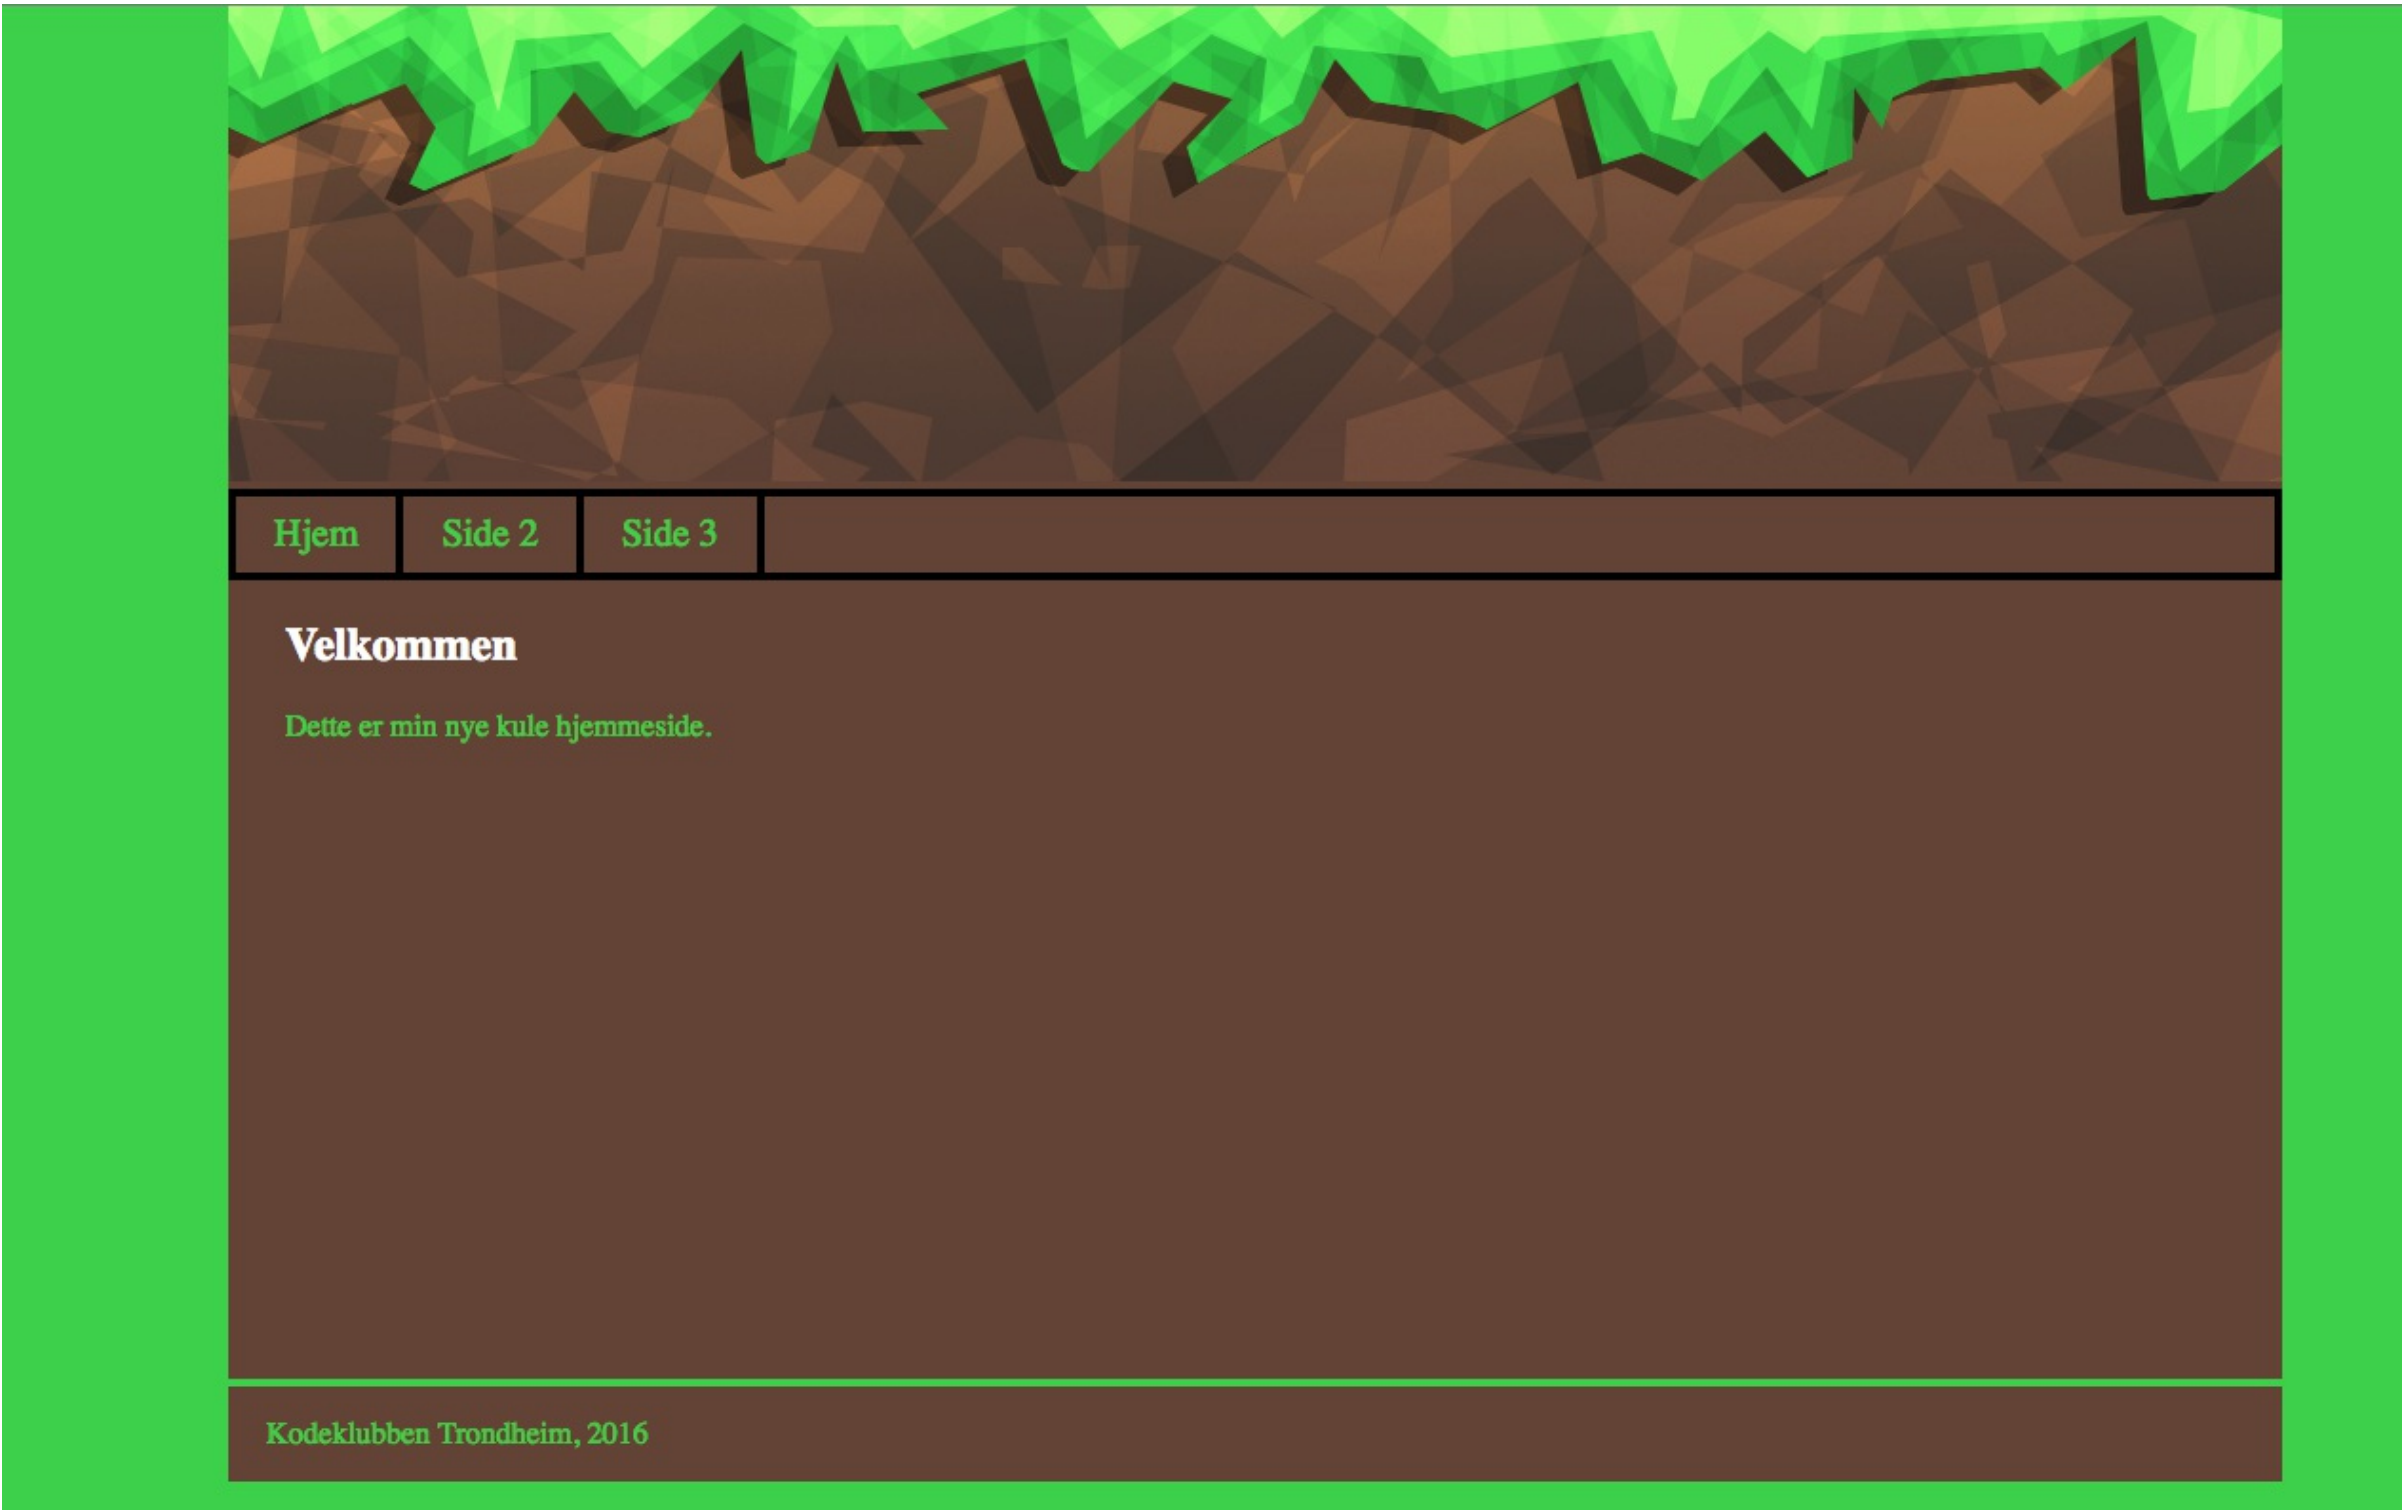 Hjem
Side 2
Side 3
Velkommen
Dette er min nye kule hjemmeside.
Kodeklubben Trondheim, 2016